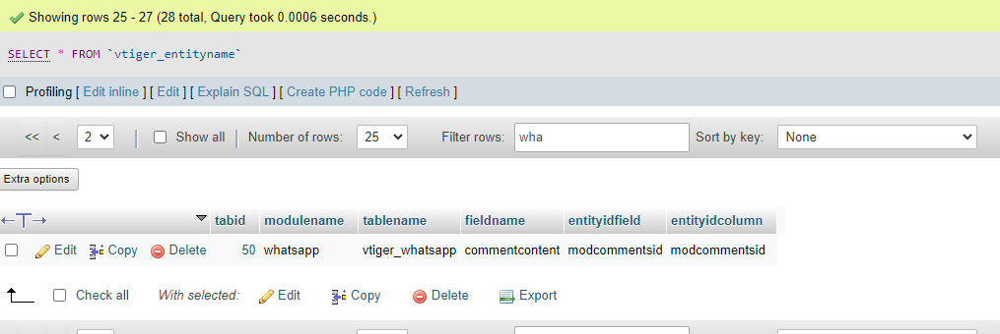 Showing rows 25 - 27 (28 total, Query took 0.0006 seconds.)
SELECT * FROM `vtiger_entityname`
Profiling [ Edit inline ] [ Edit ] [ Explain SQL ] [ Create PHP code ] [ Refresh ]
<< < 2 Show all Number of rows: 25 Filter rows: wha Sort by key: None
Extra options
←T→ tabid modulename tablename fieldname entityidfield entityidcolumn
Edit Copy Delete 50 whatsapp vtiger_whatsapp commentcontent modcommentsid modcommentsid
Check all With selected: Edit Copy Delete Export